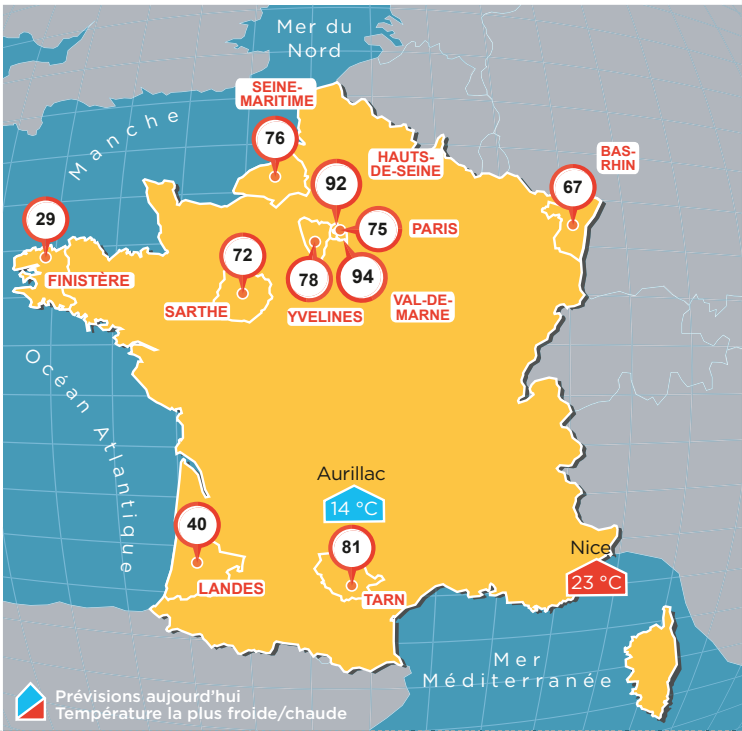 Mer du
Nord
SEINE-
MARITIME
Manche
76
HAUTS-
DE-SEINE
BAS-
RHIN
92
67
29
75
PARIS
FINISTÈRE
72
78
94
SARTHE
YVELINES
VAL-DE-
MARNE
Océan Atlantique
Aurillac
14 °C
40
81
Nice
23 °C
LANDES
TARN
Mer
Méditerranée
Prévisions aujourd'hui
Température la plus froide/chaude